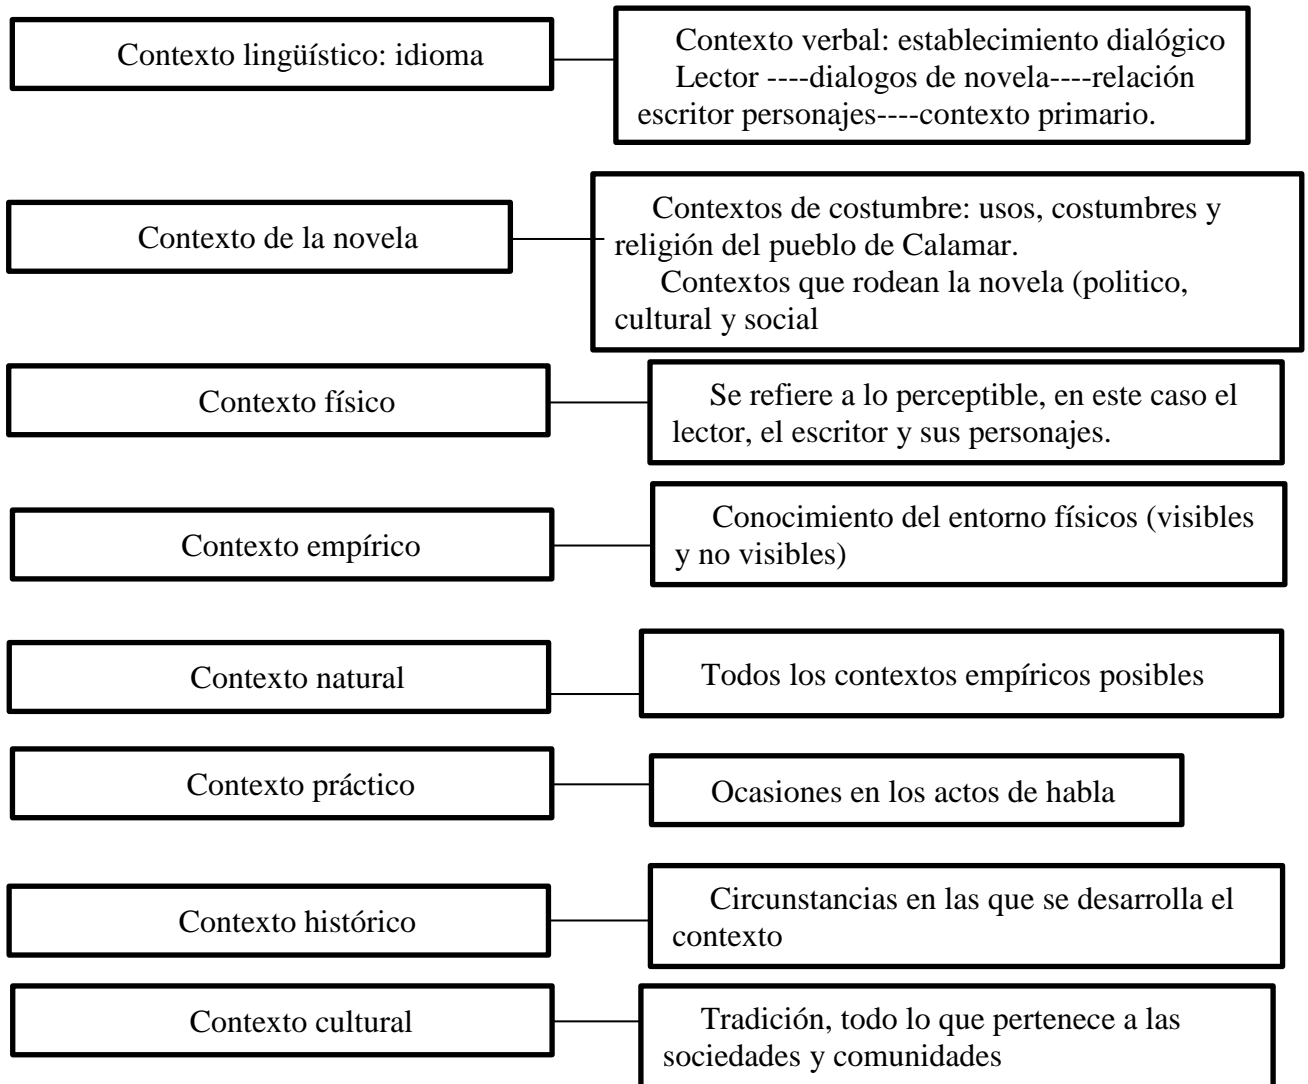 Contexto lingüístico: idioma
Contexto verbal: establecimiento dialógico
Lector ----dialogos de novela----relación
escritor personajes----contexto primario.
Contexto de la novela
Contextos de costumbre: usos, costumbres y
religión del pueblo de Calamar.
Contextos que rodean la novela (politico,
cultural y social
Contexto físico
Se refiere a lo perceptible, en este caso el
lector, el escritor y sus personajes.
Contexto empírico
Conocimiento del entorno físicos (visibles
y no visibles)
Contexto natural
Todos los contextos empíricos posibles
Contexto práctico
Ocasiones en los actos de habla
Contexto histórico
Circunstancias en las que se desarrolla el
contexto
Contexto cultural
Tradición, todo lo que pertenece a las
sociedades y comunidades